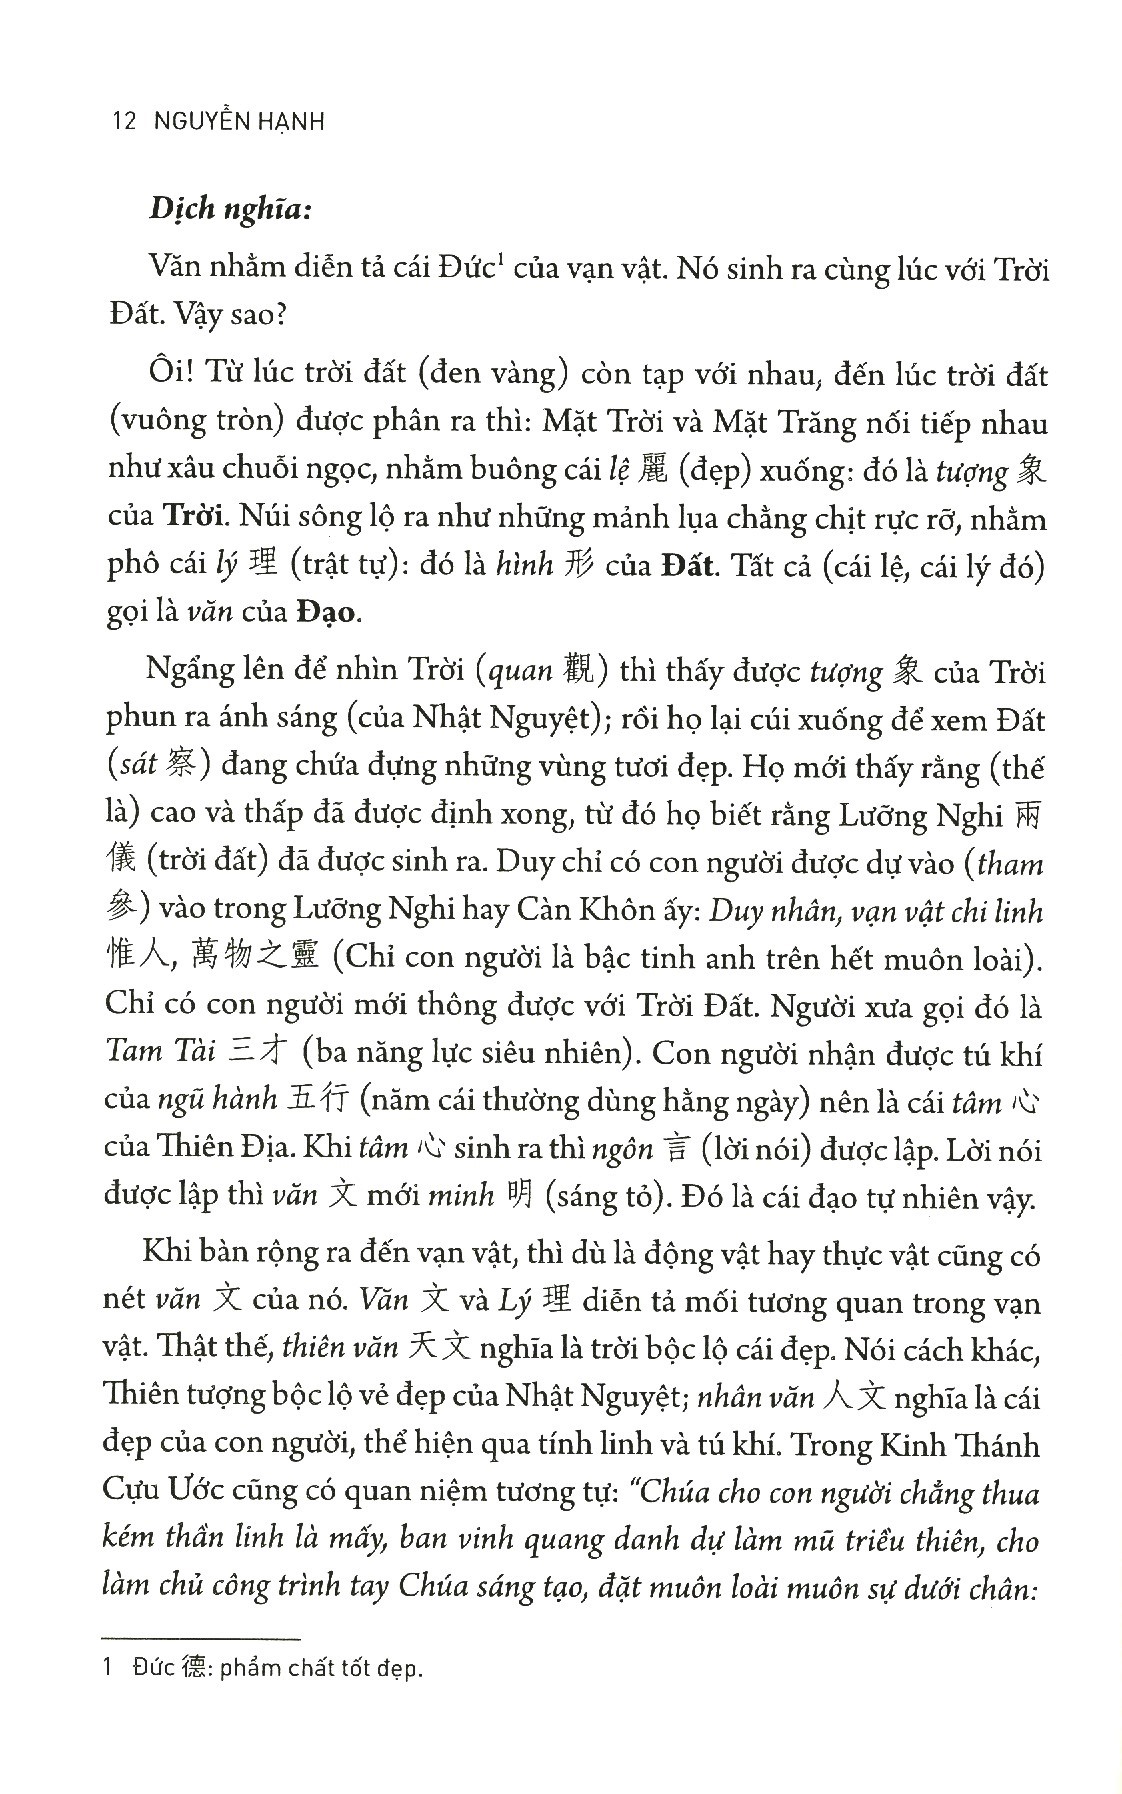 12 NGUYỄN HẠNH
Dịch nghĩa:
Văn nhằm diễn tả cái Đức¹ của vạn vật. Nó sinh ra cùng lúc với Trời
Đất. Vậy sao?
Ôi! Từ lúc trời đất (đen vàng) còn tạp với nhau, đến lúc trời đất
(vuông tròn) được phân ra thì: Mặt Trời và Mặt Trăng nối tiếp nhau
như xâu chuỗi ngọc, nhằm buông cái lệ 麗 (đẹp) xuống: đó là tượng 象
của Trời. Núi sông lộ ra như những mảnh lụa chằng chịt rực rỡ, nhằm
phô cái lý 理 (trật tự): đó là hình 形 của Đất. Tất cả (cái lệ, cái lý đó)
gọi là văn của Đạo.
Ngẩng lên để nhìn Trời (quan 觀) thì thấy được tượng 象 của Trời
phun ra ánh sáng (của Nhật Nguyệt); rồi họ lại cúi xuống để xem Đất
(sát 察) đang chứa đựng những vùng tươi đẹp. Họ mới thấy rằng (thế
là) cao và thấp đã được định xong, từ đó họ biết rằng Lưỡng Nghi 兩
儀 (trời đất) đã được sinh ra. Duy chỉ có con người được dự vào (tham
參) vào trong Lưỡng Nghi hay Càn Khôn ấy: Duy nhân, vạn vật chi linh
惟人, 萬物之靈 (Chỉ con người là bậc tinh anh trên hết muôn loài).
Chỉ có con người mới thông được với Trời Đất. Người xưa gọi đó là
Tam Tài 三才 (ba năng lực siêu nhiên). Con người nhận được tú khí
của ngũ hành 五行 (năm cái thường dùng hằng ngày) nên là cái tâm 心
của Thiên Địa. Khi tâm 心 sinh ra thì ngôn 言 (lời nói) được lập. Lời nói
được lập thì văn 文 mới minh 明 (sáng tỏ). Đó là cái đạo tự nhiên vậy.
Khi bàn rộng ra đến vạn vật, thì dù là động vật hay thực vật cũng có
nét văn 文 của nó. Văn 文 và Lý 理 diễn tả mối tương quan trong vạn
vật. Thật thế, thiên văn 天文 nghĩa là trời bộc lộ cái đẹp. Nói cách khác,
Thiên tượng bộc lộ vẻ đẹp của Nhật Nguyệt; nhân văn 人文 nghĩa là cái
đẹp của con người, thể hiện qua tính linh và tú khí. Trong Kinh Thánh
Cựu Ước cũng có quan niệm tương tự: “Chúa cho con người chẳng thua
kém thần linh là mấy, ban vinh quang danh dự làm mũ triều thiên, cho
làm chủ công trình tay Chúa sáng tạo, đặt muôn loài muôn sự dưới chân:
1 Đức 德: phẩm chất tốt đẹp.